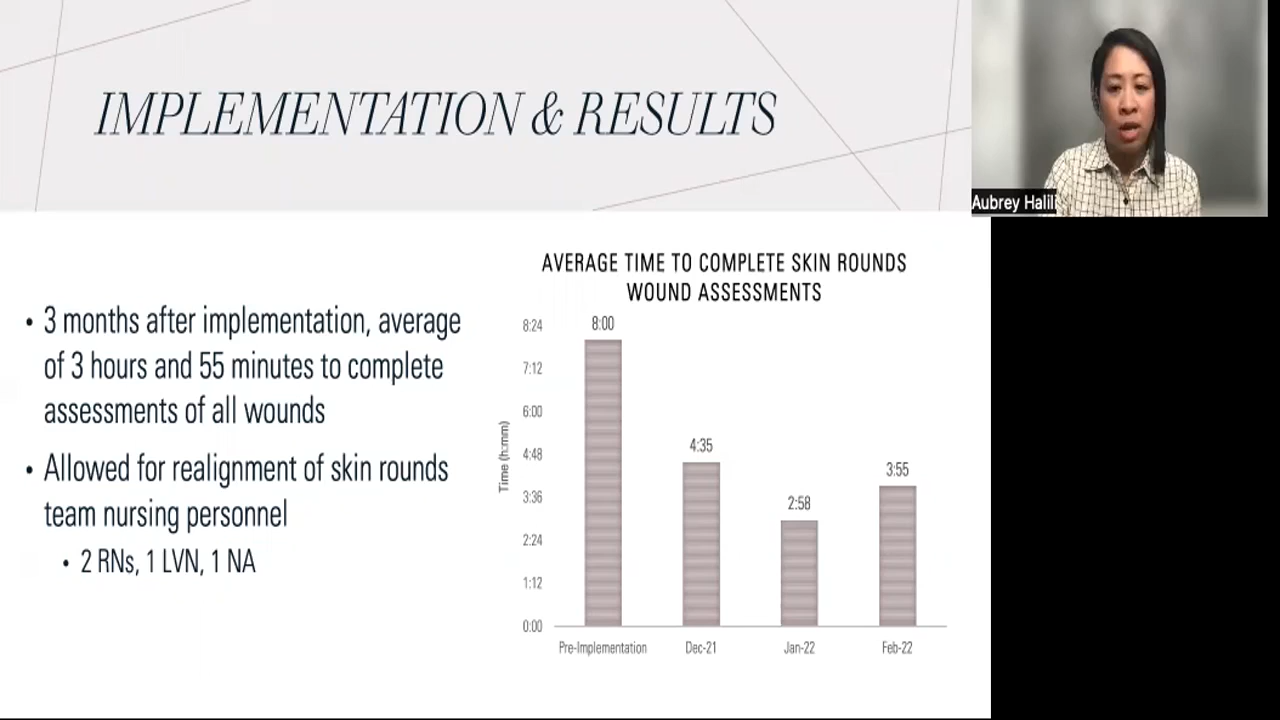 IMPLEMENTATION & RESULTS
Aubrey Halili
• 3 months after implementation, average
of 3 hours and 55 minutes to complete
assessments of all wounds
• Allowed for realignment of skin rounds
team nursing personnel
• 2 RNs, 1 LVN, 1 NA
AVERAGE TIME TO COMPLETE SKIN ROUNDS
WOUND ASSESSMENTS
Time (h:mm)
8:24
7:12
6:00
4:48
3:36
2:24
1:12
0:00
8:00
4:35
2:58
3:55
Pre-Implementation
Dec-21
Jan-22
Feb-22